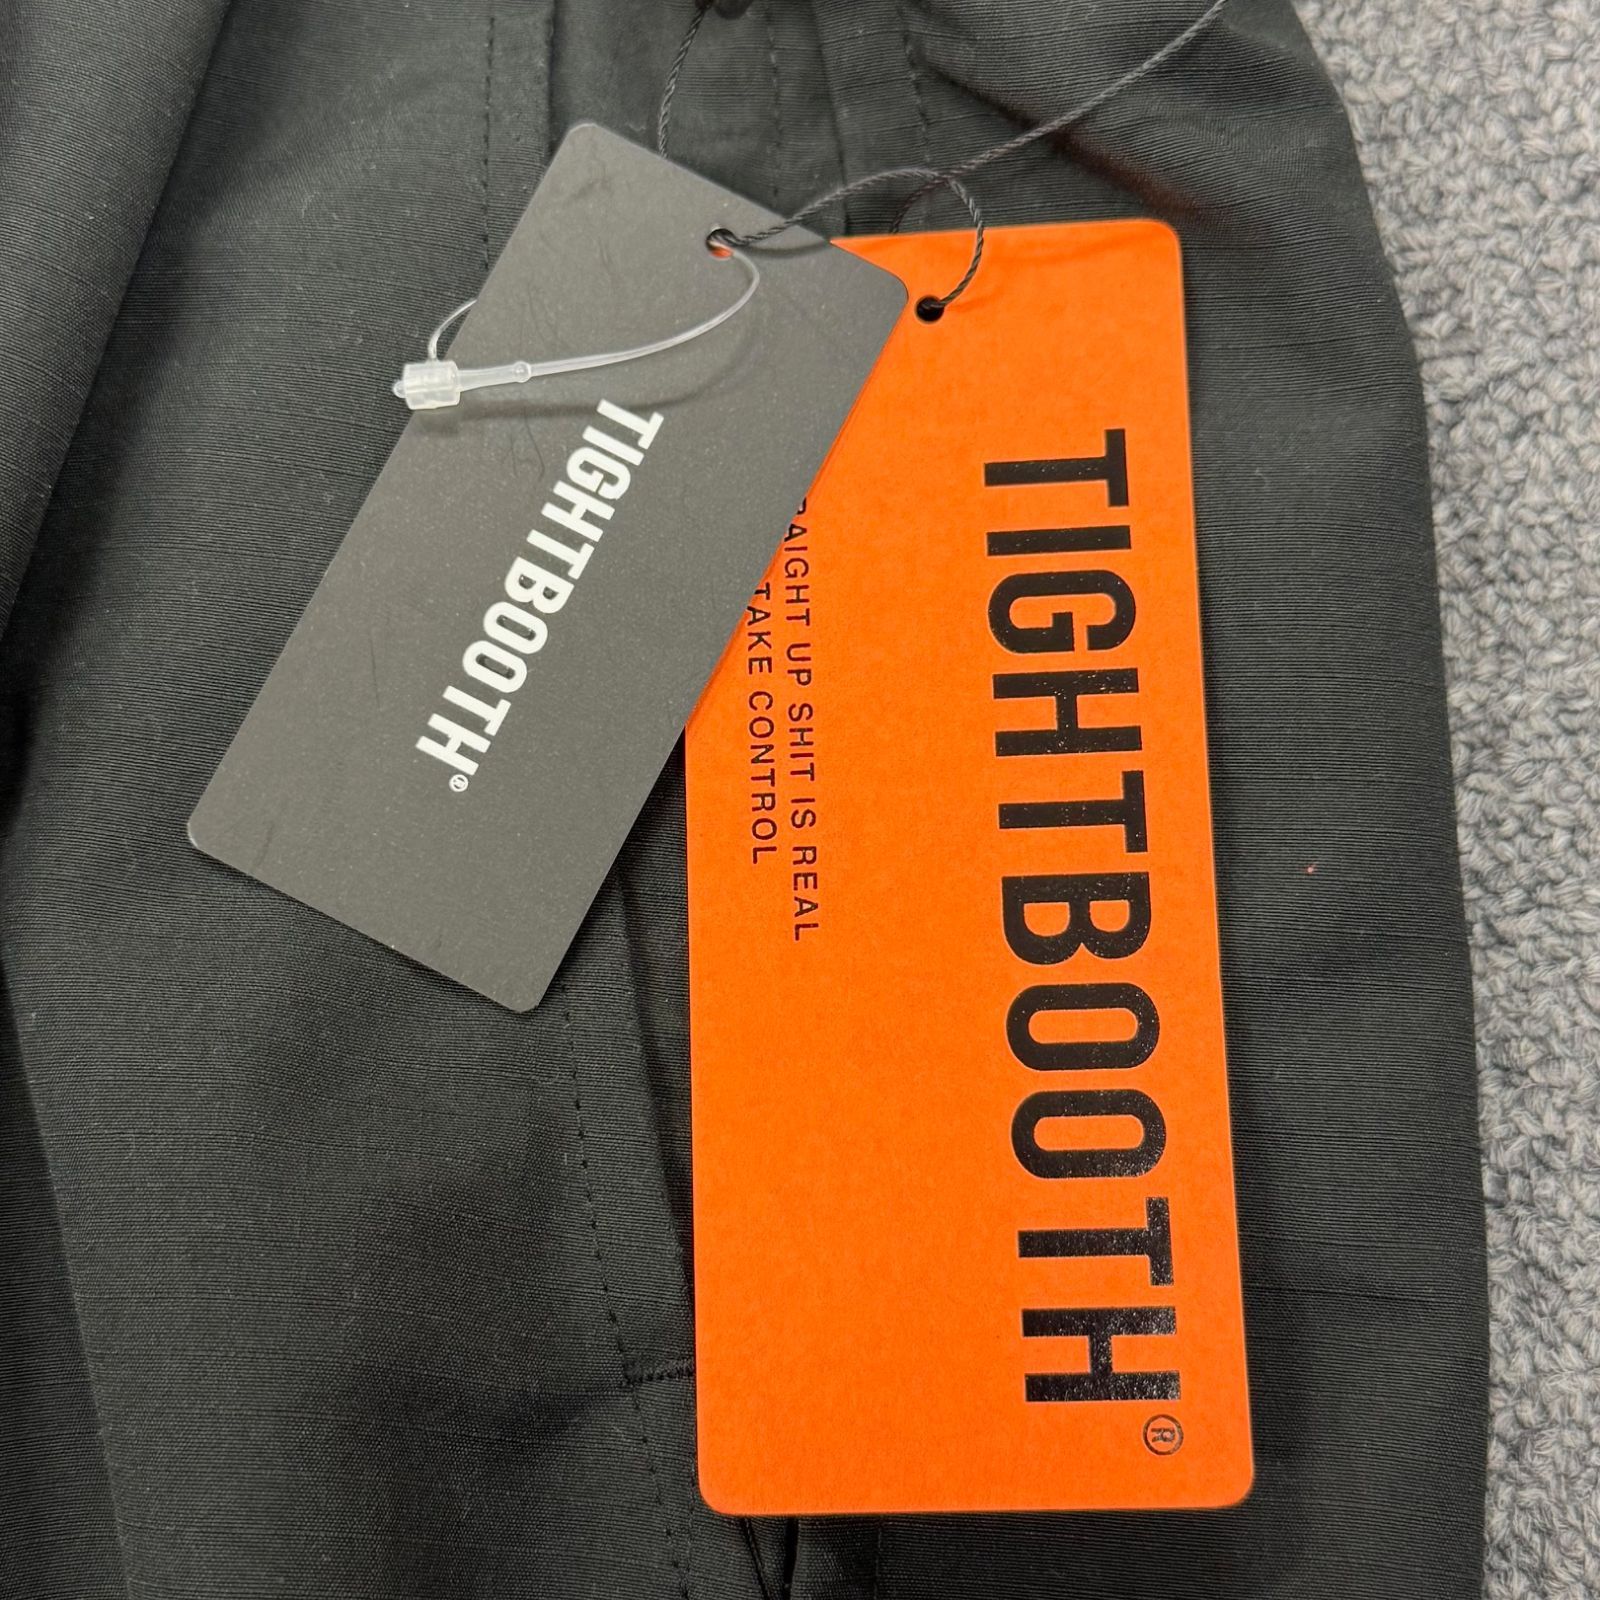 TIGHTBOOTH®
TIGHTBOOTH®
UP SHIT IS REAL
TAKE CONTROL